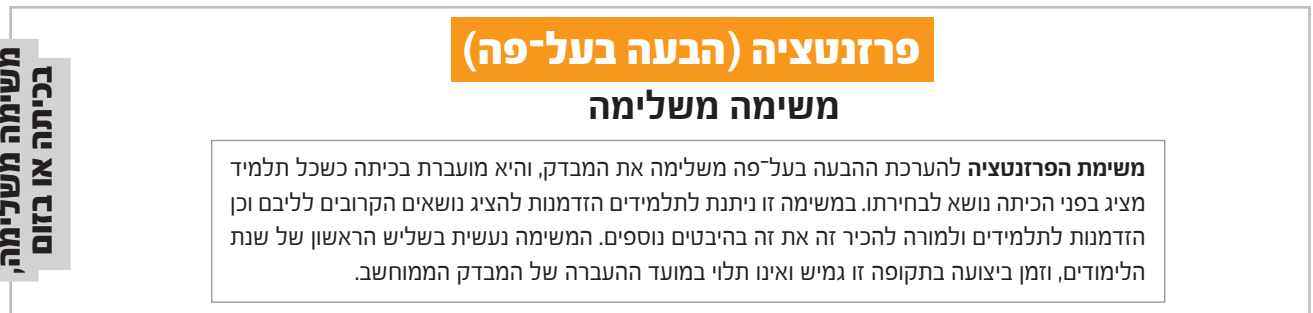 פרזנטציה (הבעה בעל־פה)
משימה משלימה
משימת הפרזנטציה להערכת ההבעה בעל־פה משלימה את המבדק, והיא מועברת בכיתה כשכל תלמיד
מציג בפני הכיתה נושא לבחירתו. במשימה זו ניתנת לתלמידים הזדמנות להציג נושאים הקרובים לליבם וכן
הזדמנות לתלמידים ולמורה להכיר זה את זה בהיבטים נוספים. המשימה נעשית בשליש הראשון של שנת
הלימודים, וזמן ביצועה בתקופה זו גמיש ואינו תלוי במועד ההעברה של המבדק הממוחשב.
משימה משלימה,
בכיתה או בזום